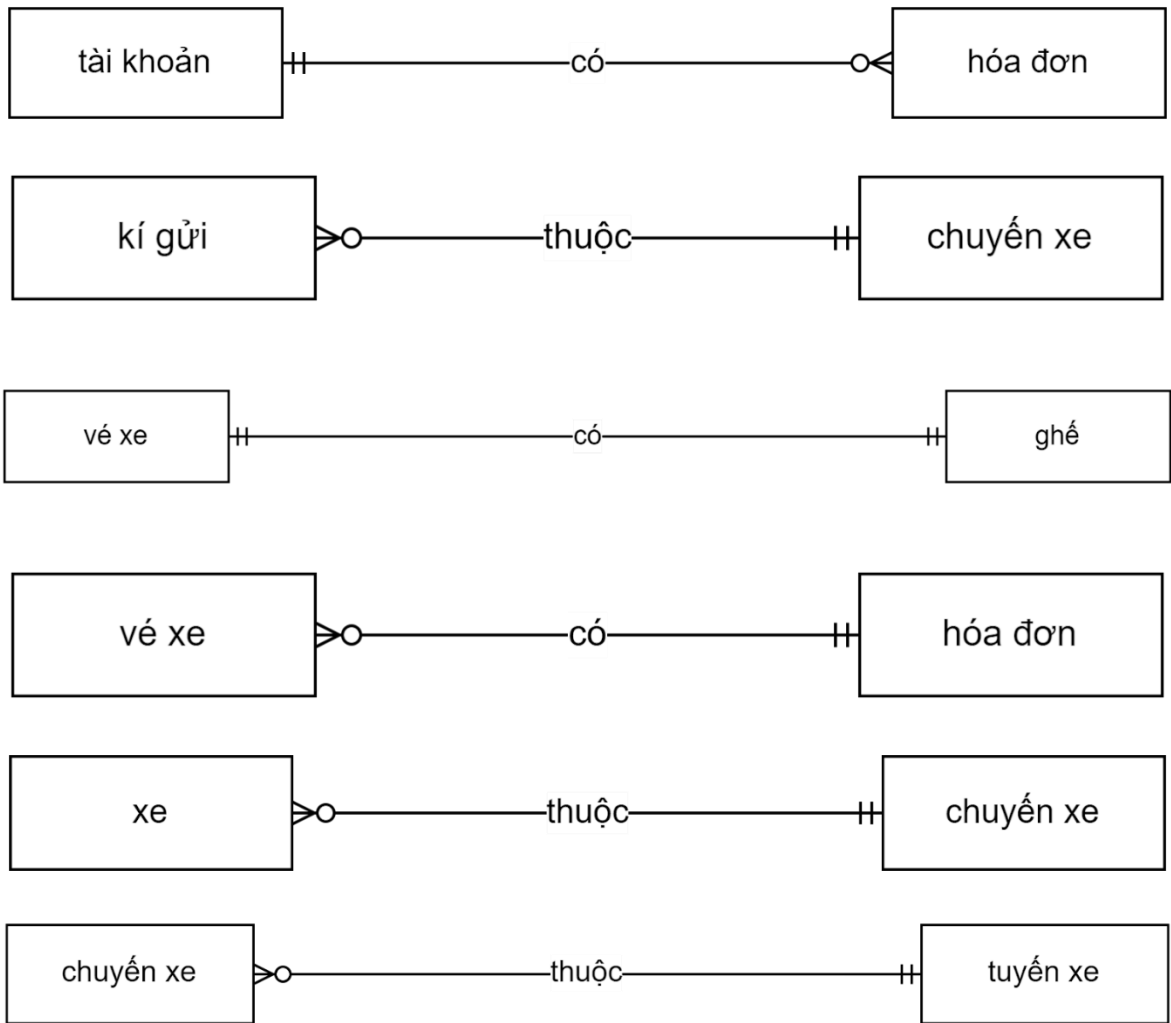 tài khoản có hóa đơn
kí gửi thuộc chuyến xe
vé xe có ghế
vé xe có hóa đơn
xe thuộc chuyến xe
chuyến xe thuộc tuyến xe